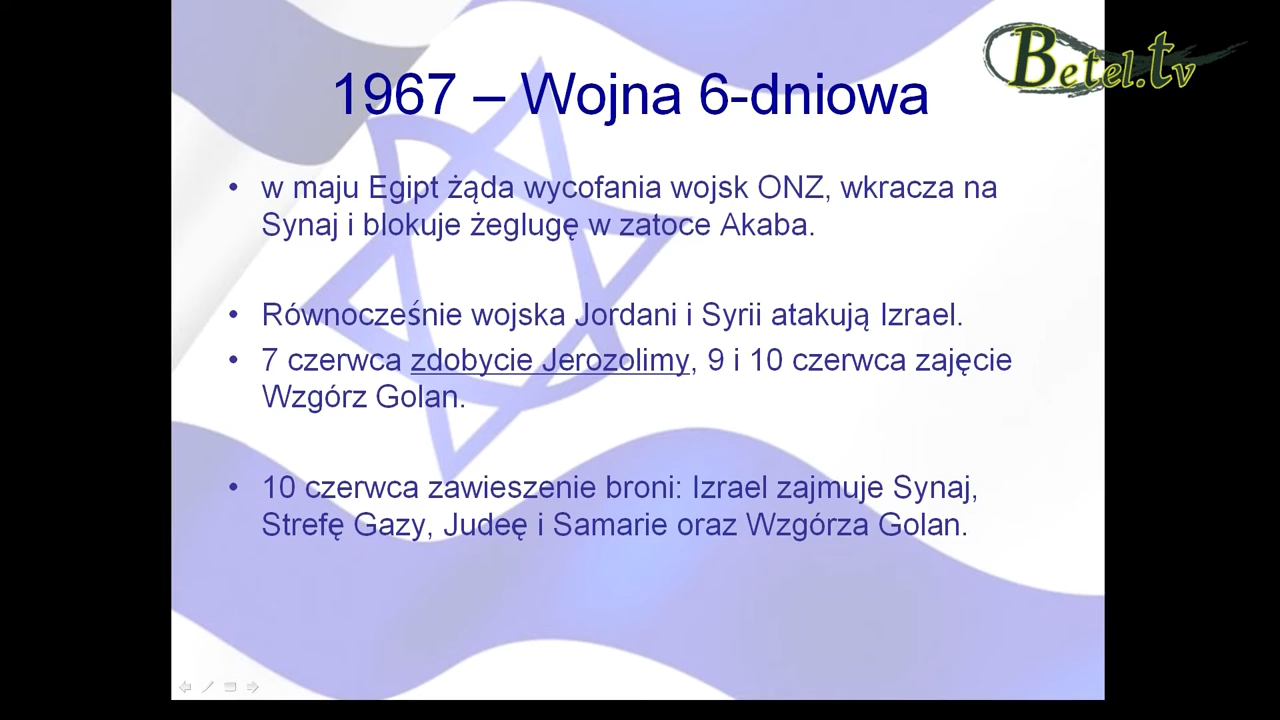 Betel.tv
1967 – Wojna 6-dniowa
• w maju Egipt żąda wycofania wojsk ONZ, wkracza na
Synaj i blokuje żeglugę w zatoce Akaba.
• Równocześnie wojska Jordani i Syrii atakują Izrael.
• 7 czerwca zdobycie Jerozolimy, 9 i 10 czerwca zajęcie
Wzgórz Golan.
• 10 czerwca zawieszenie broni: Izrael zajmuje Synaj,
Strefę Gazy, Judeę i Samarie oraz Wzgórza Golan.